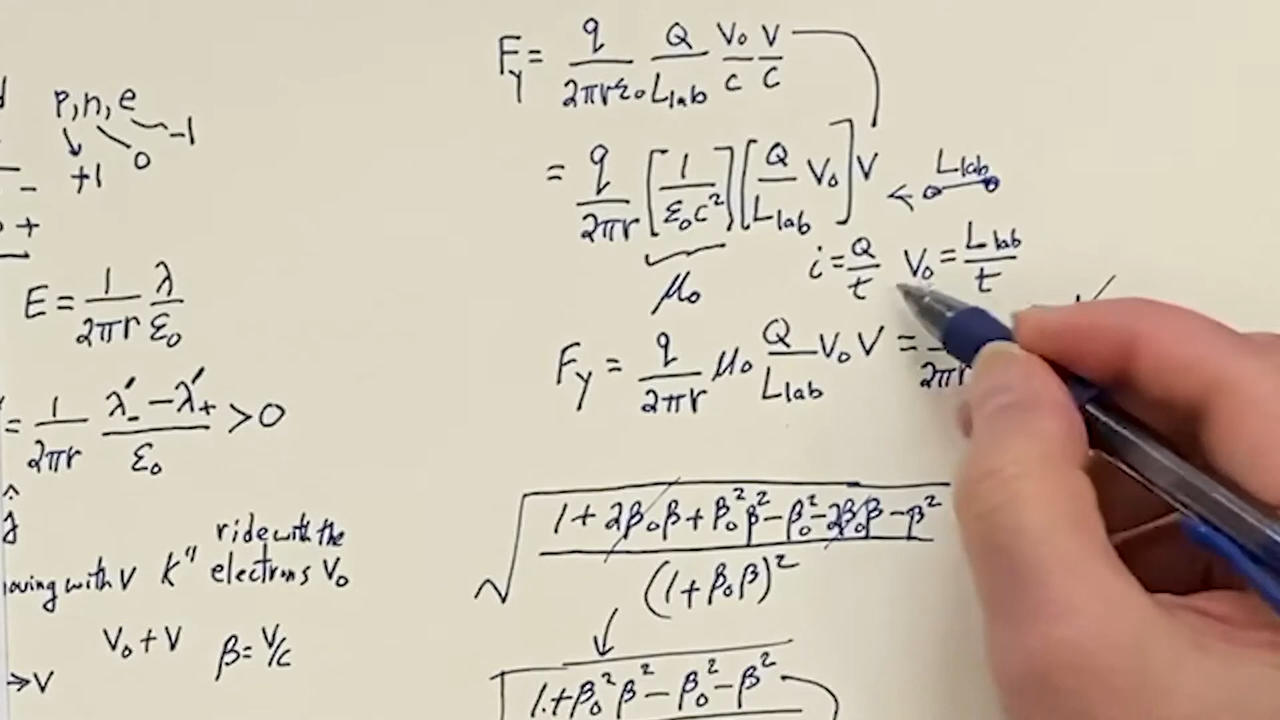 p, n, e
-1
+1 0
-
0 +
E = 1/2πr λ/ε₀
= 1/2πr (λ'₋ - λ'₊)/ε₀ > 0
ride with the
moving with V K" electrons V₀
V₀ + V β = V/c
→ V
F_y = q/2πrε₀ Q/L_lab V₀/c V/c
= q/2πr [1/ε₀c²] [Q/L_lab V₀] V ← L_lab
μ₀ i = Q/t V₀ = L_lab/t
F_y = q/2πr μ₀ Q/L_lab V₀ V = /2πr
√(1 + 2β₀β + β₀²β² - β₀² - 2β₀β - β²)/(1 + β₀β)²
↓
1 + β₀²β² - β₀² - β²